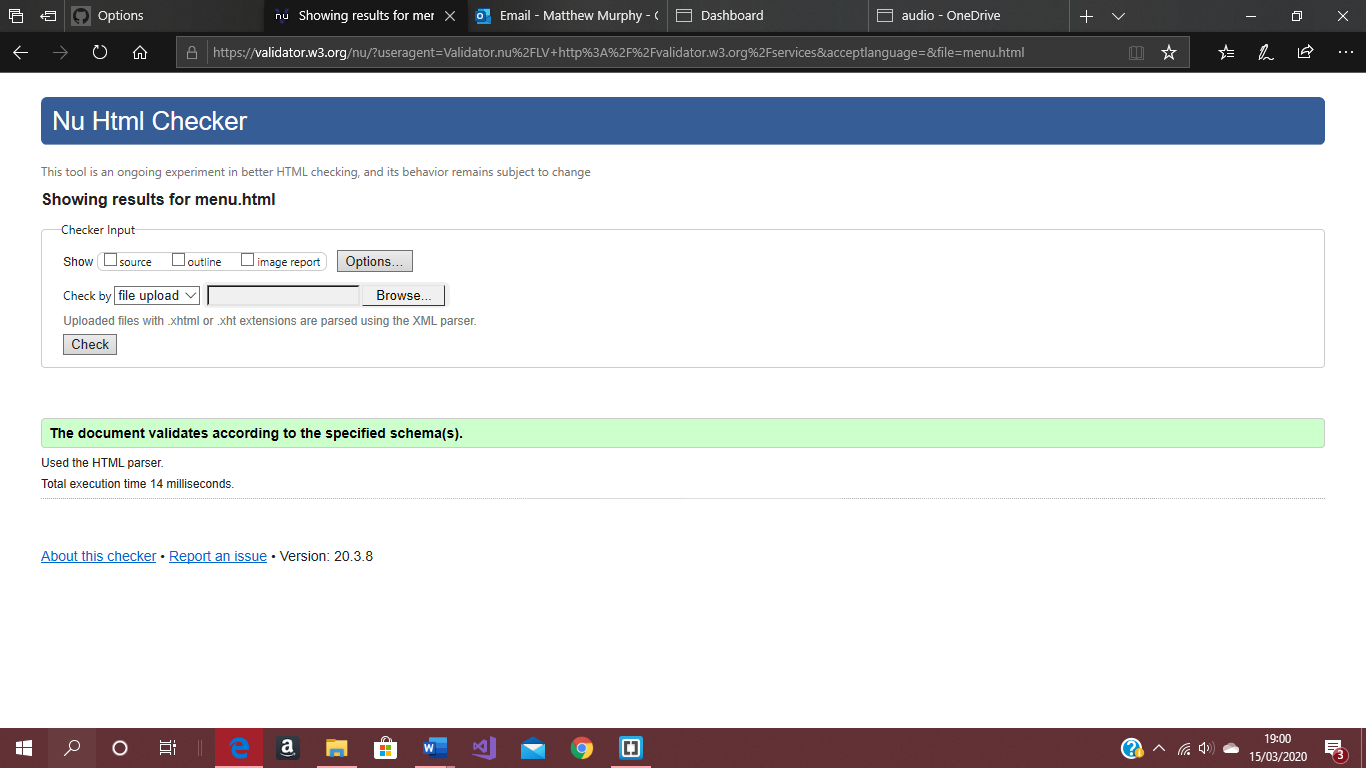 Options
nu Showing results for mer
Email - Matthew Murphy - (
Dashboard
audio - OneDrive
https://validator.w3.org/nu/?useragent=Validator.nu%2FLV+http%3A%2F%2Fvalidator.w3.org%2Fservices&acceptlanguage=&file=menu.html
Nu Html Checker
This tool is an ongoing experiment in better HTML checking, and its behavior remains subject to change
Showing results for menu.html
Checker Input
Show source outline image report Options...
Check by file upload Browse...
Uploaded files with .xhtml or .xht extensions are parsed using the XML parser.
Check
The document validates according to the specified schema(s).
Used the HTML parser.
Total execution time 14 milliseconds.
About this checker • Report an issue • Version: 20.3.8
19:00
15/03/2020
3